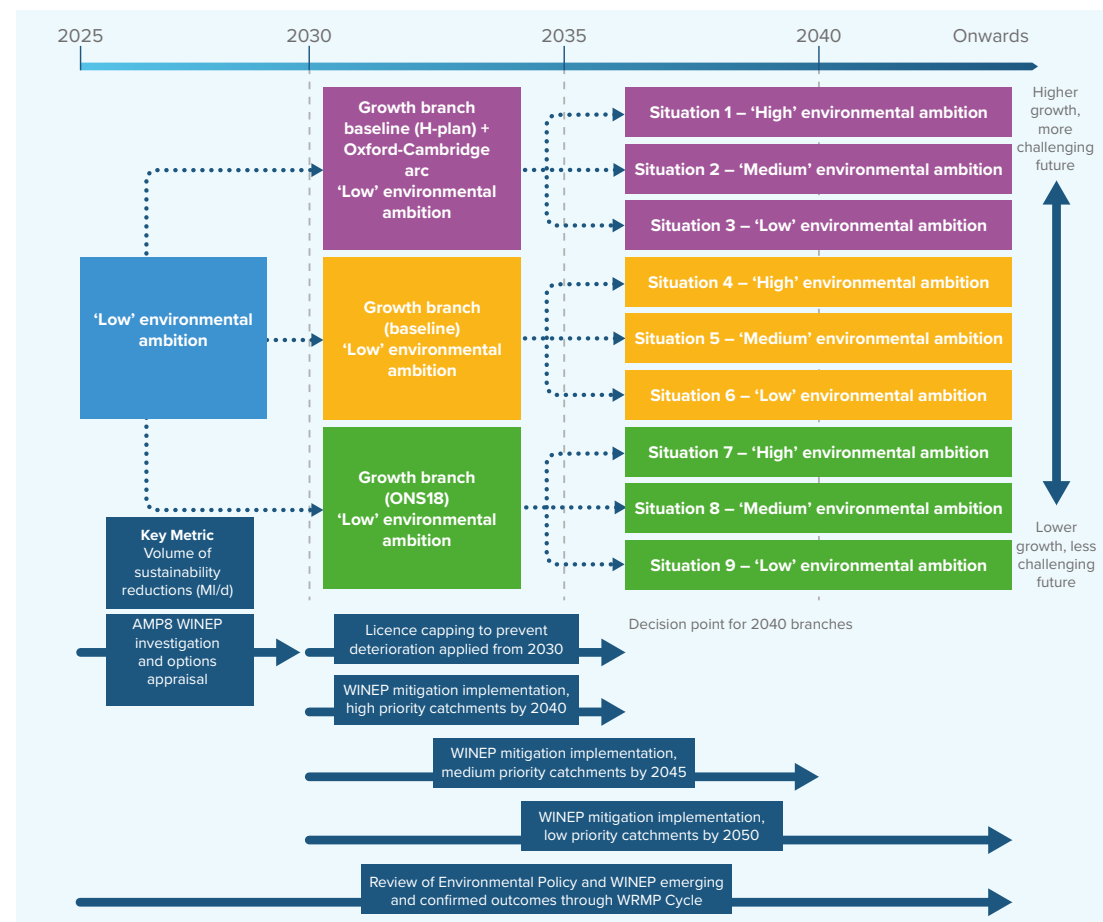 2025
2030
2035
2040
Onwards
Growth branch
baseline (H-plan) +
Oxford-Cambridge
arc
‘Low’ environmental
ambition
Situation 1 – ‘High’ environmental ambition
Situation 2 – ‘Medium’ environmental ambition
Situation 3 – ‘Low’ environmental ambition
Higher
growth,
more
challenging
future
‘Low’ environmental
ambition
Growth branch
(baseline)
‘Low’ environmental
ambition
Situation 4 – ‘High’ environmental ambition
Situation 5 – ‘Medium’ environmental ambition
Situation 6 – ‘Low’ environmental ambition
Growth branch
(ONS18)
‘Low’ environmental
ambition
Situation 7 – ‘High’ environmental ambition
Situation 8 – ‘Medium’ environmental ambition
Situation 9 – ‘Low’ environmental ambition
Lower
growth, less
challenging
future
Key Metric
Volume of
sustainability
reductions (Ml/d)
AMP8 WINEP
investigation
and options
appraisal
Licence capping to prevent
deterioration applied from 2030
Decision point for 2040 branches
WINEP mitigation implementation,
high priority catchments by 2040
WINEP mitigation implementation,
medium priority catchments by 2045
WINEP mitigation implementation,
low priority catchments by 2050
Review of Environmental Policy and WINEP emerging
and confirmed outcomes through WRMP Cycle